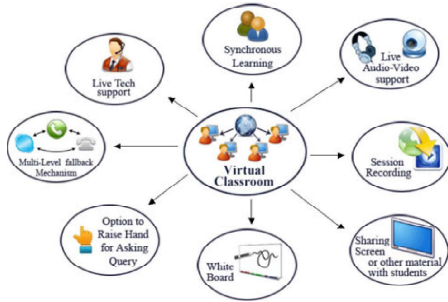 Synchronous
Learning
Live Tech
support
Live
Audio-Video
support
Multi-Level fallback
Mechanism
Virtual
Classroom
Session
Recording
Option to
Raise Hand
for Asking
Query
White
Board
Sharing
Screen
or other material
with students